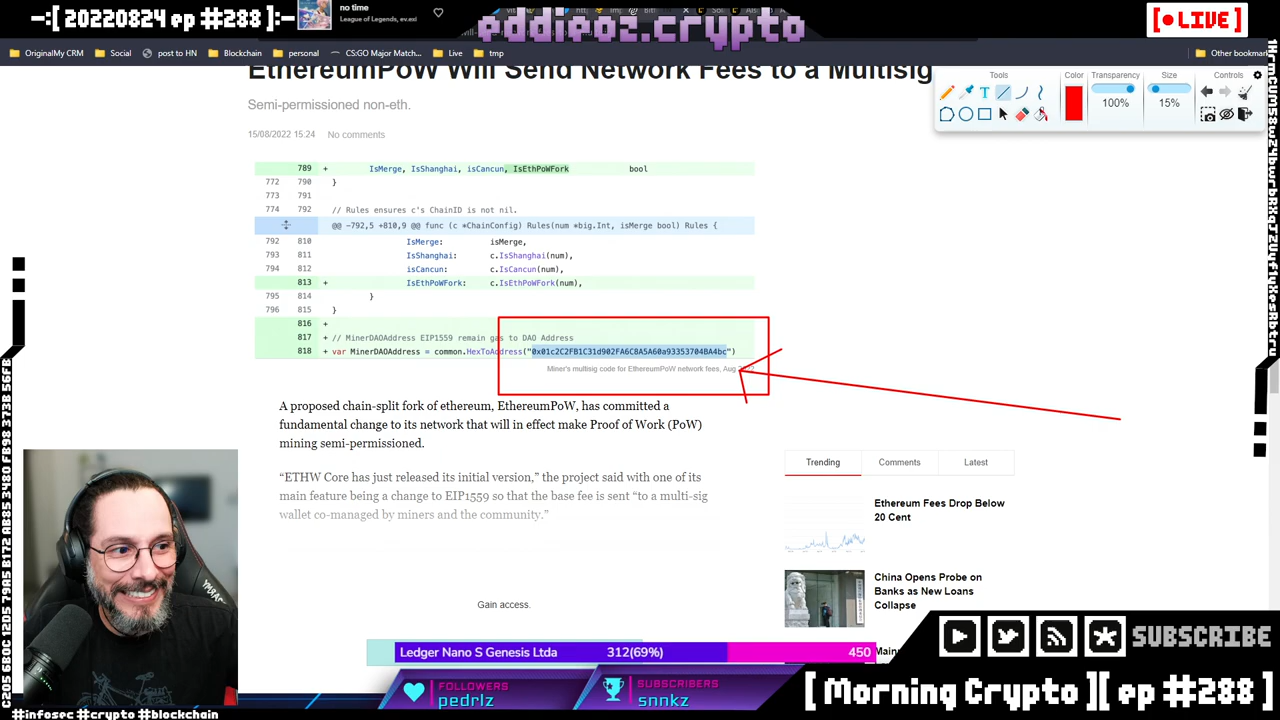 -:[ 20220824 ep #288 ]:-
no time
League of Legends, ev.exi
eddieoz.crypto
[● LIVE]
OriginalMy CRM
Social
post to HN
Blockchain
personal
CS:GO Major Match...
Live
tmp
Other bookmar
EthereumPoW Will Send Network Fees to a Multisig
Semi-permissioned non-eth.
15/08/2022 15:24 No comments
Tools
Color
Transparency
Size
Controls
100%
15%
789 + IsMerge, IsShanghai, isCancun, IsEthPoWFork bool
772 790 }
773 791
774 792 // Rules ensures c's ChainID is not nil.
@@ -792,5 +810,9 @@ func (c *ChainConfig) Rules(num *big.Int, isMerge bool) Rules {
792 810 IsMerge: isMerge,
793 811 IsShanghai: c.IsShanghai(num),
794 812 isCancun: c.IsCancun(num),
813 + IsEthPoWFork: c.IsEthPoWFork(num),
795 814 }
796 815 }
816 +
817 + // MinerDAOAddress EIP1559 remain gas to DAO Address
818 + var MinerDAOAddress = common.HexToAddress("0x01c2C2FB1C31d902FA6C8A5A60a93353704BA4bc")
Miner's multisig code for EthereumPoW network fees, Aug
A proposed chain-split fork of ethereum, EthereumPoW, has committed a
fundamental change to its network that will in effect make Proof of Work (PoW)
mining semi-permissioned.
“ETHW Core has just released its initial version,” the project said with one of its
main feature being a change to EIP1559 so that the base fee is sent “to a multi-sig
wallet co-managed by miners and the community.”
Gain access.
Trending
Comments
Latest
Ethereum Fees Drop Below
20 Cent
China Opens Probe on
Banks as New Loans
Collapse
Ledger Nano S Genesis Ltda 312(69%) 450
FOLLOWERS
pedrlz
SUBSCRIBERS
snnkz
SUBSCRIBE
[ Morning Crypto ][ ep #288 ]
#infosec #crypto #blockchain